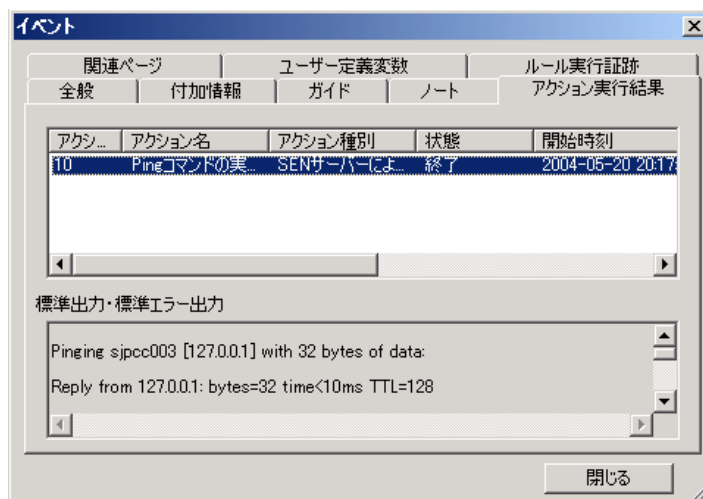 イベント
関連ページ ユーザー定義変数 ルール実行証跡
全般 付加情報 ガイド ノート アクション実行結果
アクシ... アクション名 アクション種別 状態 開始時刻
10 Pingコマンドの実... SENサーバーによ... 終了 2004-05-20 20:17:
標準出力・標準エラー出力
Pinging sjpcc003 [127.0.0.1] with 32 bytes of data:
Reply from 127.0.0.1: bytes=32 time<10ms TTL=128
閉じる